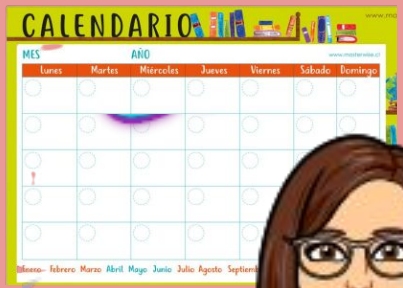 CALENDARIO
MES AÑO
www.masterwise.cl
Lunes Martes Miércoles Jueves Viernes Sábado Domingo
Febrero Marzo Abril Mayo Junio Julio Agosto